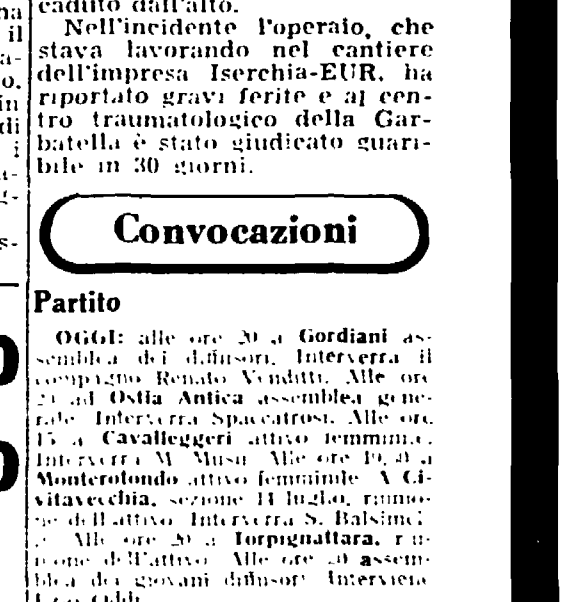 caduto dall'alto.
Nell'incidente l'operaio, che
stava lavorando nel cantiere
dell'impresa Iserchia-EUR, ha
riportato gravi ferite e al cen-
tro traumatologico della Gar-
batella è stato giudicato guari-
bile in 30 giorni.
Convocazioni
Partito
OGGI: alle ore 20 a Gordiani as-
semblea dei diffusori. Interverrà il
compagno Renato Venditti. Alle ore
ad Ostia Antica assemblea gene-
rale. Interverrà Spaccatrosi. Alle ore
15 a Cavalleggeri attivo femminile.
Interverrà M. Musu. Alle ore 19,30 a
Monterotondo attivo femminile. A Ci-
vitavecchia, sezione 14 luglio, riunio-
ne dell'attivo. Interverrà S. Balsimel-
Alle ore 20 a Torpignattara, riu-
nione dell'attivo. Alle ore 20 assem-
blea dei giovani diffusori. Interverrà